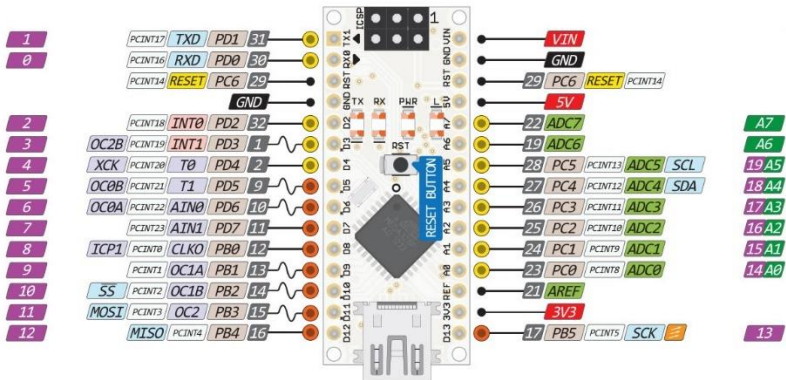 ICSP 1
1 PCINT17 TXD PD1 31 TX1 VIN VIN
0 PCINT16 RXD PD0 30 RX0 GND GND
PCINT14 RESET PC6 29 RST RST 29 PC6 RESET PCINT14
GND GND 5V 5V
TX RX PWR L
2 PCINT18 INT0 PD2 32 D2 A7 22 ADC7 A7
3 OC2B PCINT19 INT1 PD3 1 D3 A6 19 ADC6 A6
RST
4 XCK PCINT20 T0 PD4 2 D4 A5 28 PC5 PCINT13 ADC5 SCL 19 A5
5 OC0B PCINT21 T1 PD5 9 D5 A4 27 PC4 PCINT12 ADC4 SDA 18 A4
6 OC0A PCINT22 AIN0 PD6 10 D6 A3 26 PC3 PCINT11 ADC3 17 A3
RESET BUTTON
7 PCINT23 AIN1 PD7 11 D7 A2 25 PC2 PCINT10 ADC2 16 A2
8 ICP1 PCINT0 CLKO PB0 12 D8 A1 24 PC1 PCINT9 ADC1 15 A1
9 PCINT1 OC1A PB1 13 D9 A0 23 PC0 PCINT8 ADC0 14 A0
10 SS PCINT2 OC1B PB2 14 D10 REF 21 AREF
11 MOSI PCINT3 OC2 PB3 15 D11 3V3 3V3
12 MISO PCINT4 PB4 16 D12 D13 17 PB5 PCINT5 SCK 13